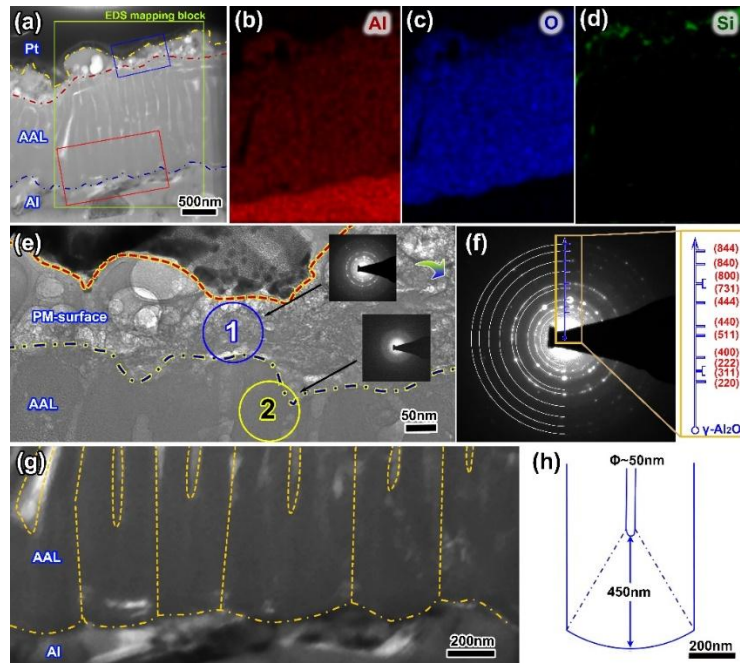 (a)
EDS mapping block
Pt
AAL
Al
500nm
(b)
Al
(c)
O
(d)
Si
(e)
PM-surface
1
AAL
2
50nm
(f)
(844)
(840)
(800)
(731)
(444)
(440)
(511)
(400)
(222)
(311)
(220)
γ-Al2O
(g)
AAL
Al
200nm
(h)
Φ~50nm
450nm
200nm